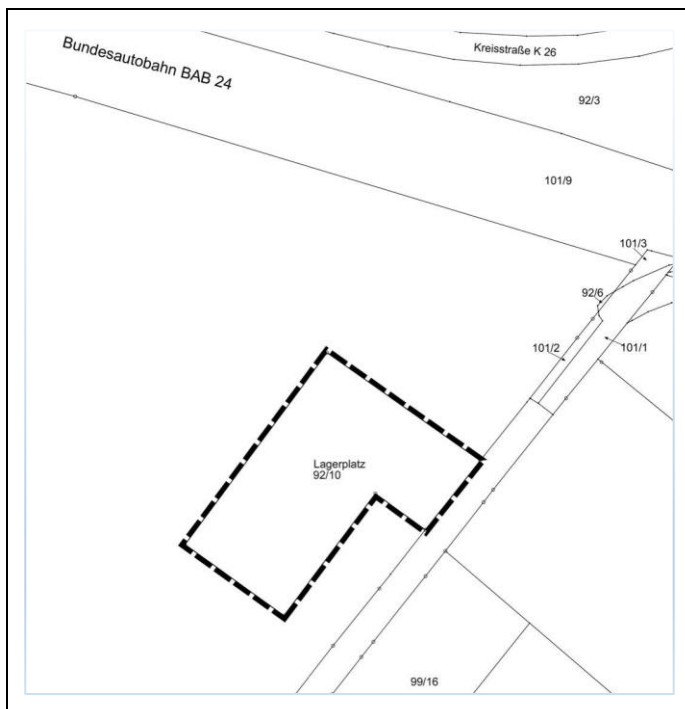 Kreisstraße K 26
Bundesautobahn BAB 24
92/3
101/9
101/3
92/6
101/2
101/1
Lagerplatz
92/10
99/16